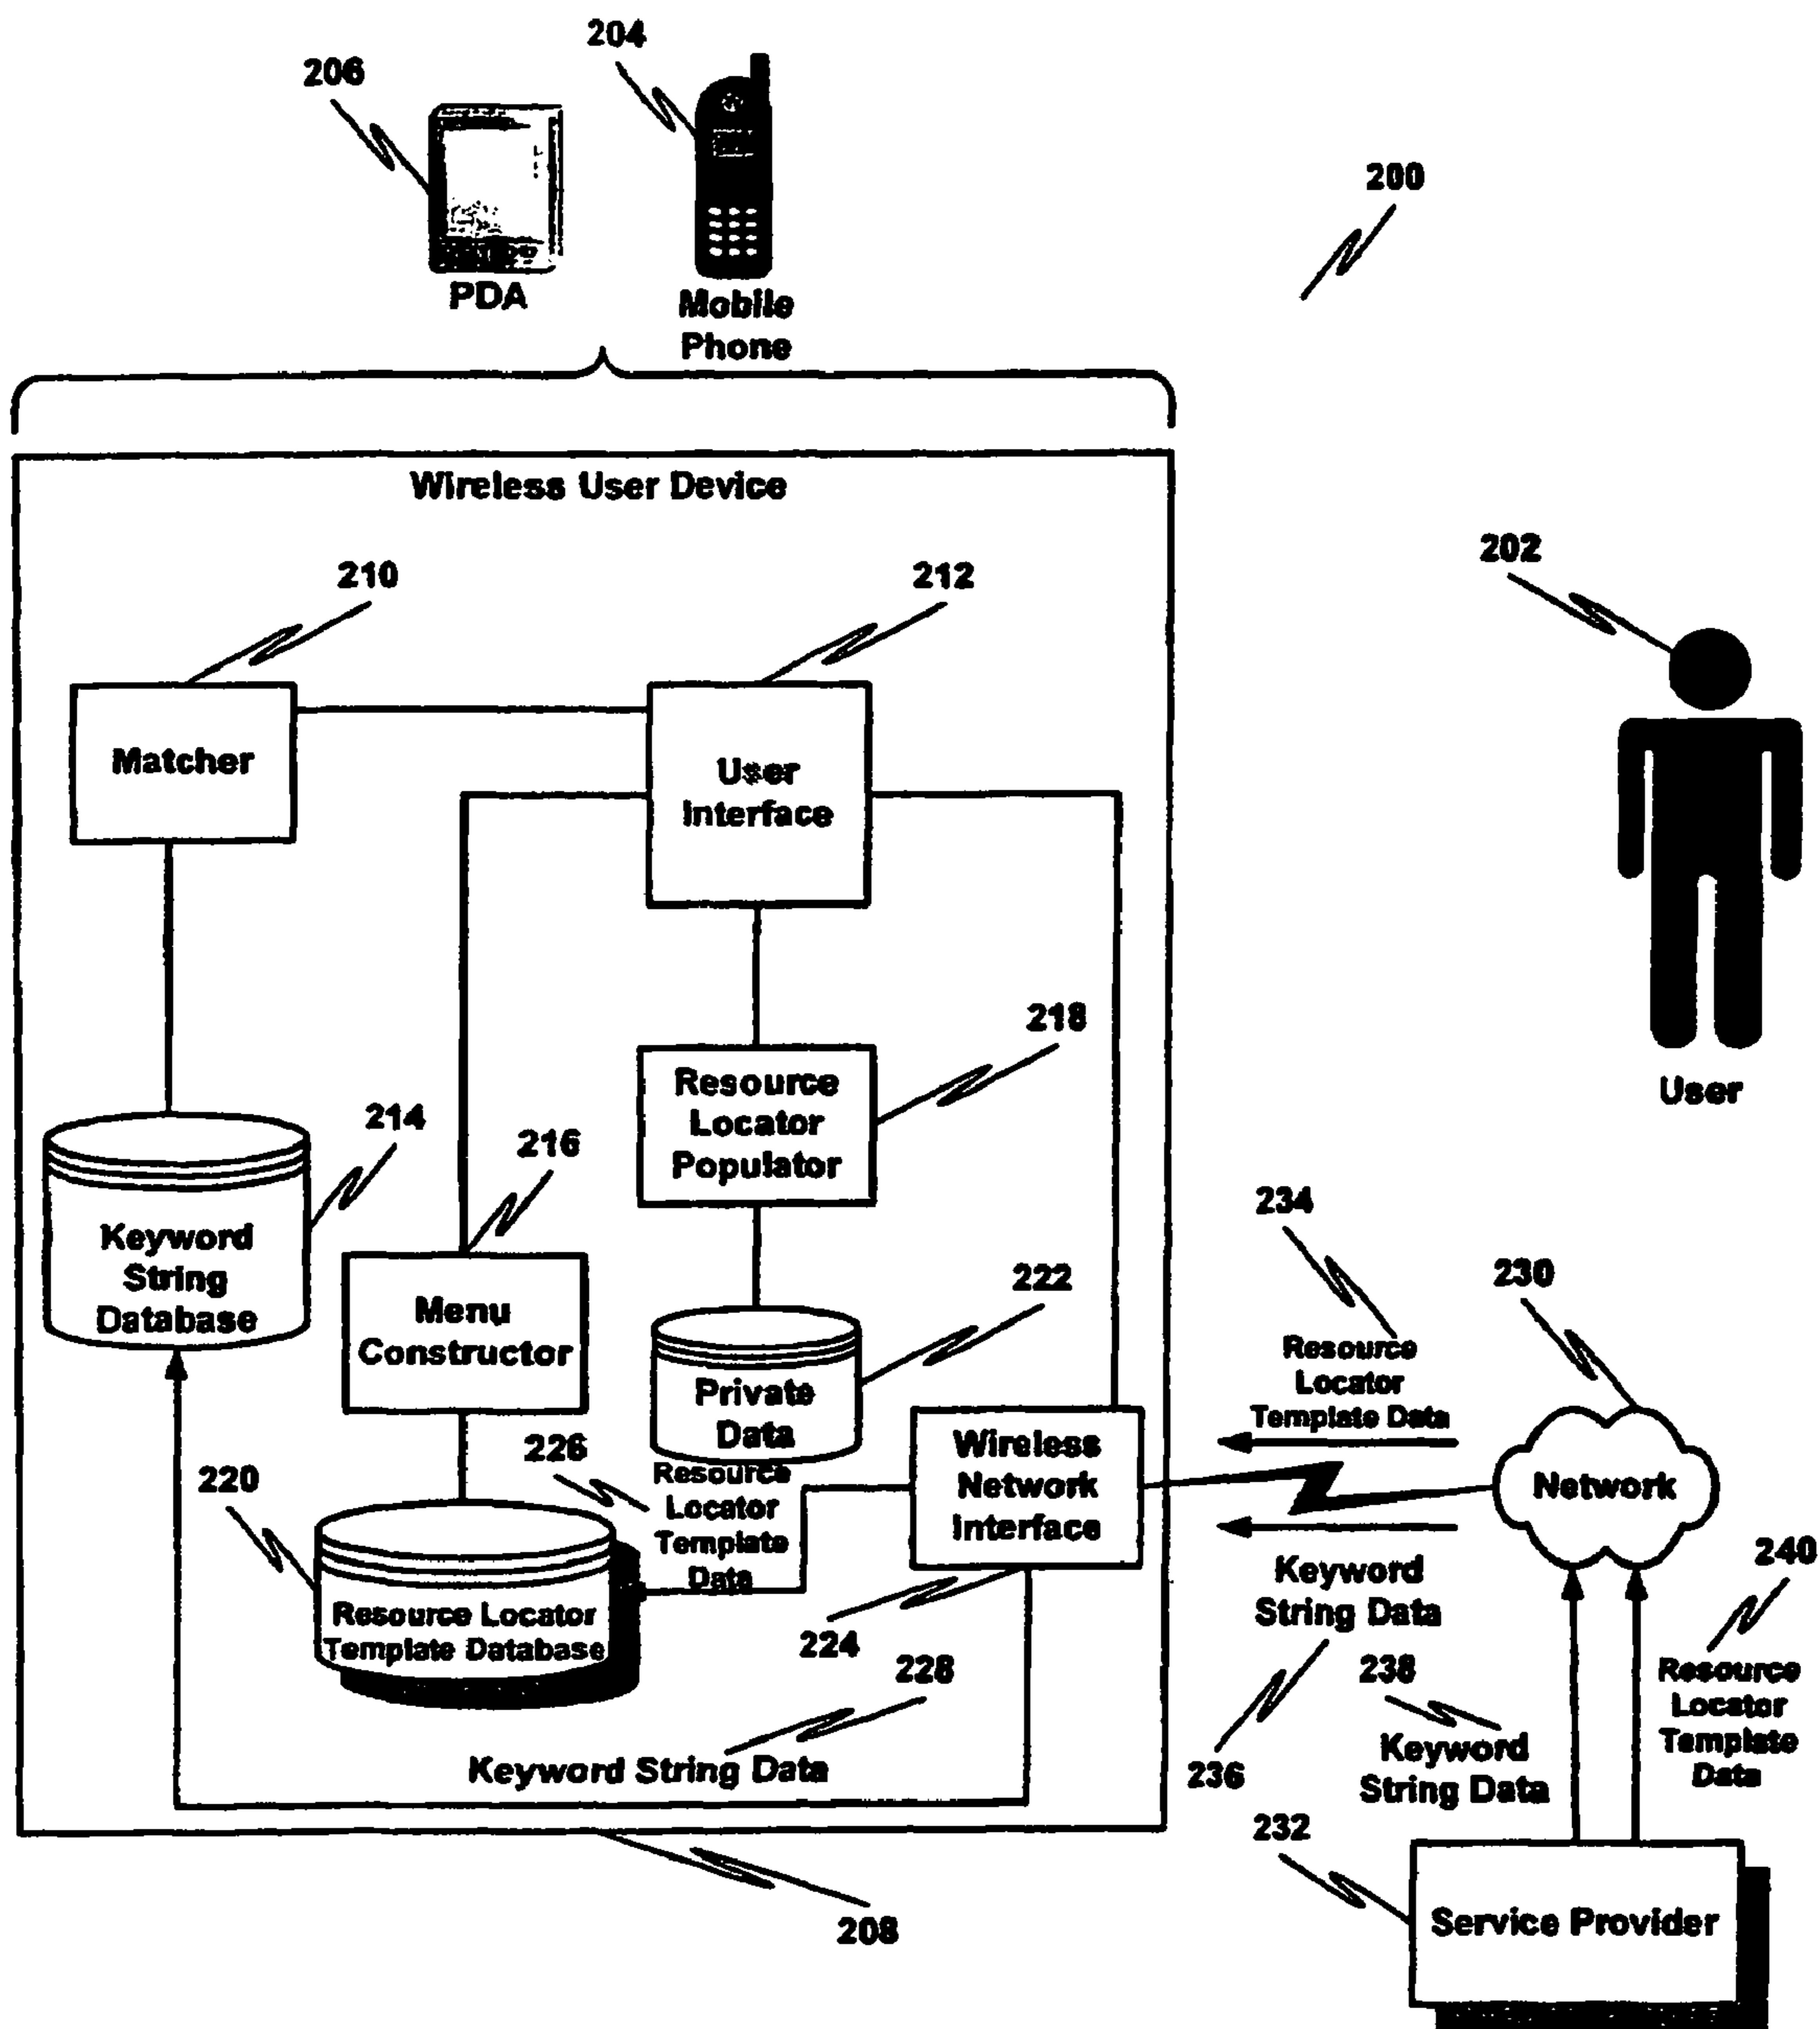 204
206
PDA
Mobile
Phone
200
Wireless User Device
202
210
212
Matcher
User
Interface
218
User
Resource
Locator
Populator
214
216
Keyword
String
Database
234
230
222
Menu
Constructor
Private
Data
Resource
Locator
Template Data
226
220
Resource
Locator
Template
Data
Wireless
Network
Interface
Network
240
Keyword
String Data
Resource Locator
Template Database
224
228
238
Resource
Locator
Template
Data
Keyword String Data
236
Keyword
String Data
232
208
Service Provider